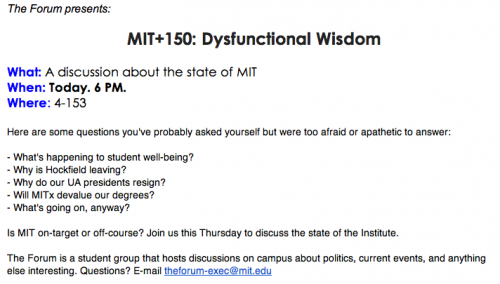 The Forum presents:
MIT+150: Dysfunctional Wisdom
What: A discussion about the state of MIT
When: Today. 6 PM.
Where: 4-153
Here are some questions you've probably asked yourself but were too afraid or apathetic to answer:
- What's happening to student well-being?
- Why is Hockfield leaving?
- Why do our UA presidents resign?
- Will MITx devalue our degrees?
- What's going on, anyway?
Is MIT on-target or off-course? Join us this Thursday to discuss the state of the Institute.
The Forum is a student group that hosts discussions on campus about politics, current events, and anything
else interesting. Questions? E-mail theforum-exec@mit.edu